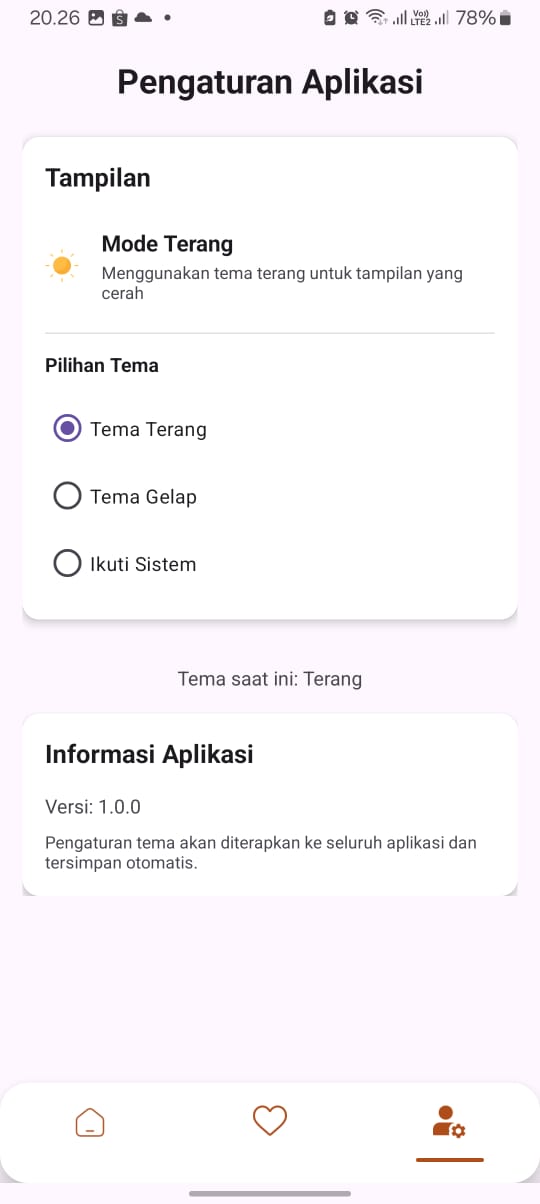 20.26
78%
Pengaturan Aplikasi
Tampilan
Mode Terang
Menggunakan tema terang untuk tampilan yang
cerah
Pilihan Tema
Tema Terang
Tema Gelap
Ikuti Sistem
Tema saat ini: Terang
Informasi Aplikasi
Versi: 1.0.0
Pengaturan tema akan diterapkan ke seluruh aplikasi dan
tersimpan otomatis.